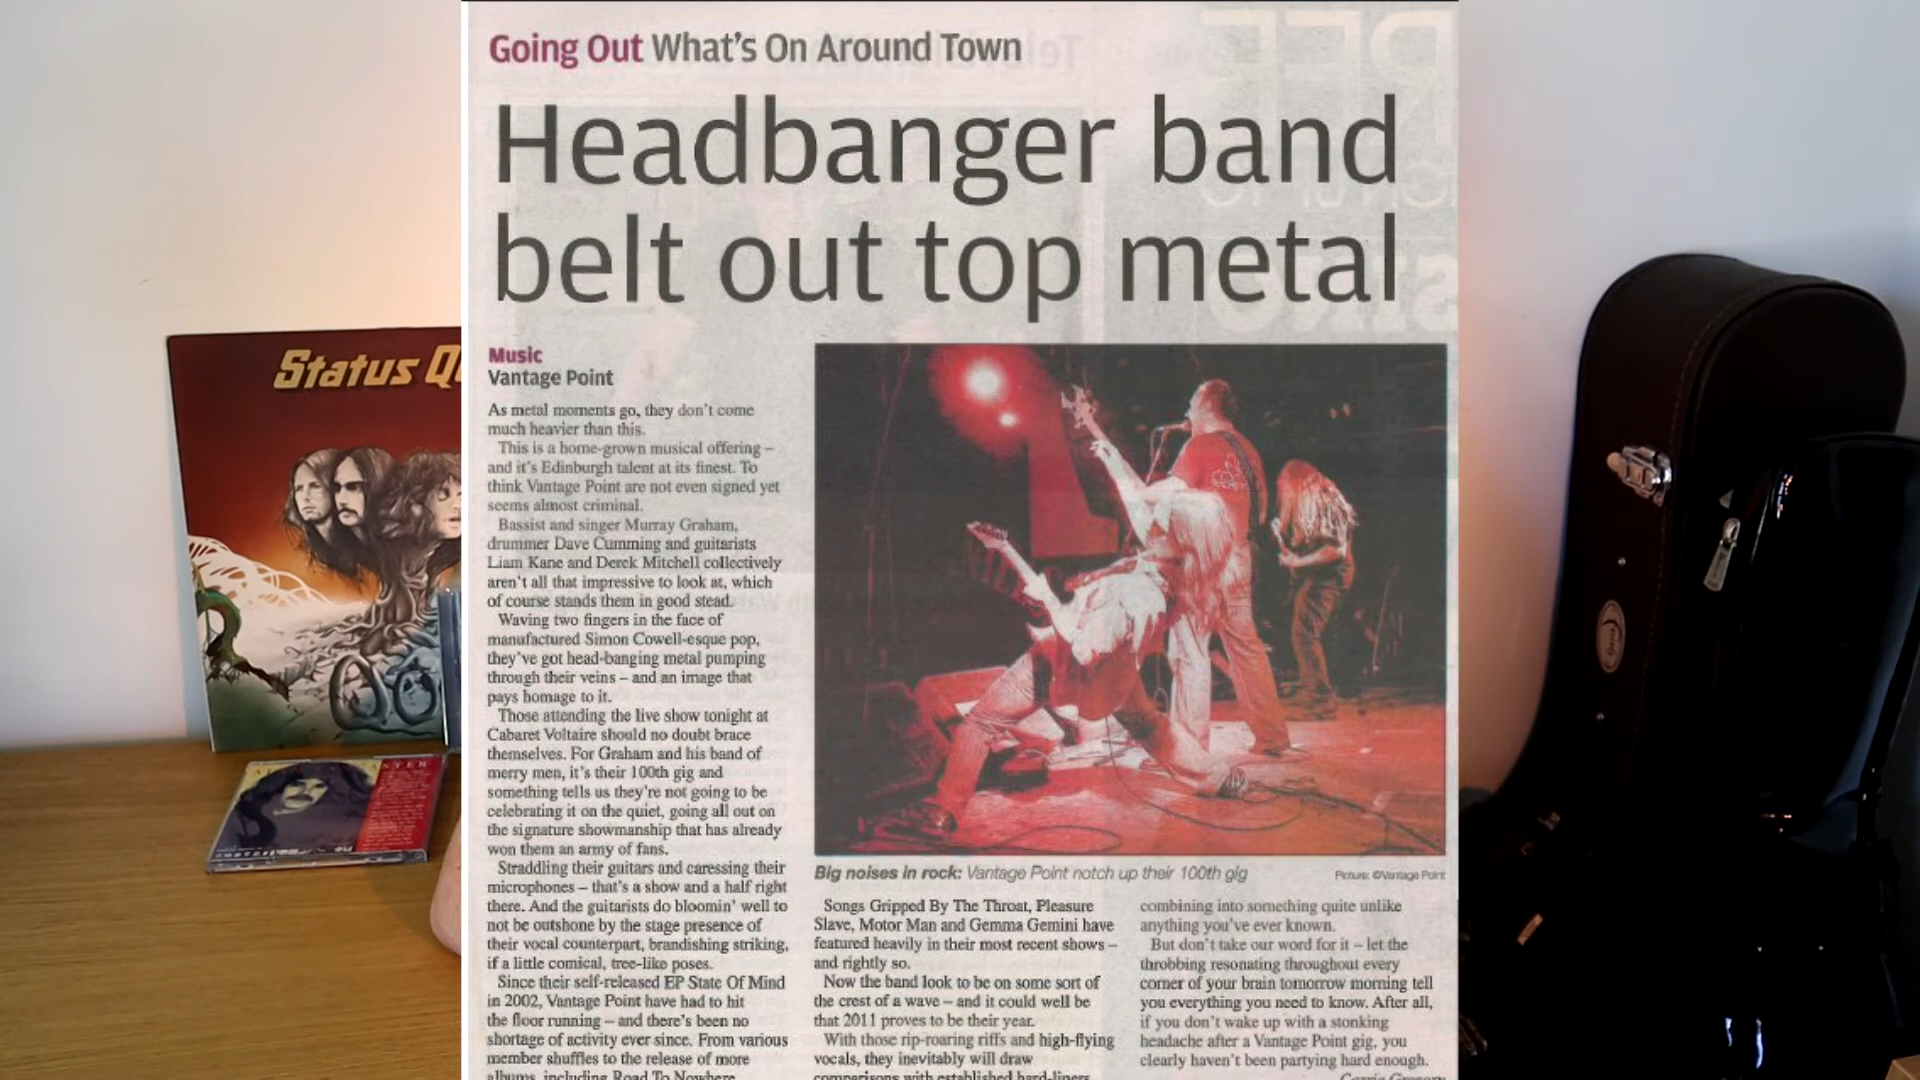 Going Out What's On Around Town
Headbanger band
belt out top metal
Music
Vantage Point
As metal moments go, they don't come
much heavier than this.
This is a home-grown musical offering –
and it's Edinburgh talent at its finest. To
think Vantage Point are not even signed yet
seems almost criminal.
Bassist and singer Murray Graham,
drummer Dave Cumming and guitarists
Liam Kane and Derek Mitchell collectively
aren't all that impressive to look at, which
of course stands them in good stead.
Waving two fingers in the face of
manufactured Simon Cowell-esque pop,
they've got head-banging metal pumping
through their veins – and an image that
pays homage to it.
Those attending the live show tonight at
Cabaret Voltaire should no doubt brace
themselves. For Graham and his band of
merry men, it's their 100th gig and
something tells us they're not going to be
celebrating it on the quiet, going all out on
the signature showmanship that has already
won them an army of fans.
Straddling their guitars and caressing their
microphones – that's a show and a half right
there. And the guitarists do bloomin' well to
not be outshone by the stage presence of
their vocal counterpart, brandishing striking,
if a little comical, tree-like poses.
Since their self-released EP State Of Mind
in 2002, Vantage Point have had to hit
the floor running – and there's been no
shortage of activity ever since. From various
member shuffles to the release of more
albums, including Road To Nowhere,
Big noises in rock: Vantage Point notch up their 100th gig
Picture: ©Vantage Point
Songs Gripped By The Throat, Pleasure
Slave, Motor Man and Gemma Gemini have
featured heavily in their most recent shows –
and rightly so.
Now the band look to be on some sort of
the crest of a wave – and it could well be
that 2011 proves to be their year.
With those rip-roaring riffs and high-flying
vocals, they inevitably will draw
comparisons with established hard-liners
combining into something quite unlike
anything you've ever known.
But don't take our word for it – let the
throbbing resonating throughout every
corner of your brain tomorrow morning tell
you everything you need to know. After all,
if you don't wake up with a stonking
headache after a Vantage Point gig, you
clearly haven't been partying hard enough.
Carrie Gregory
Status